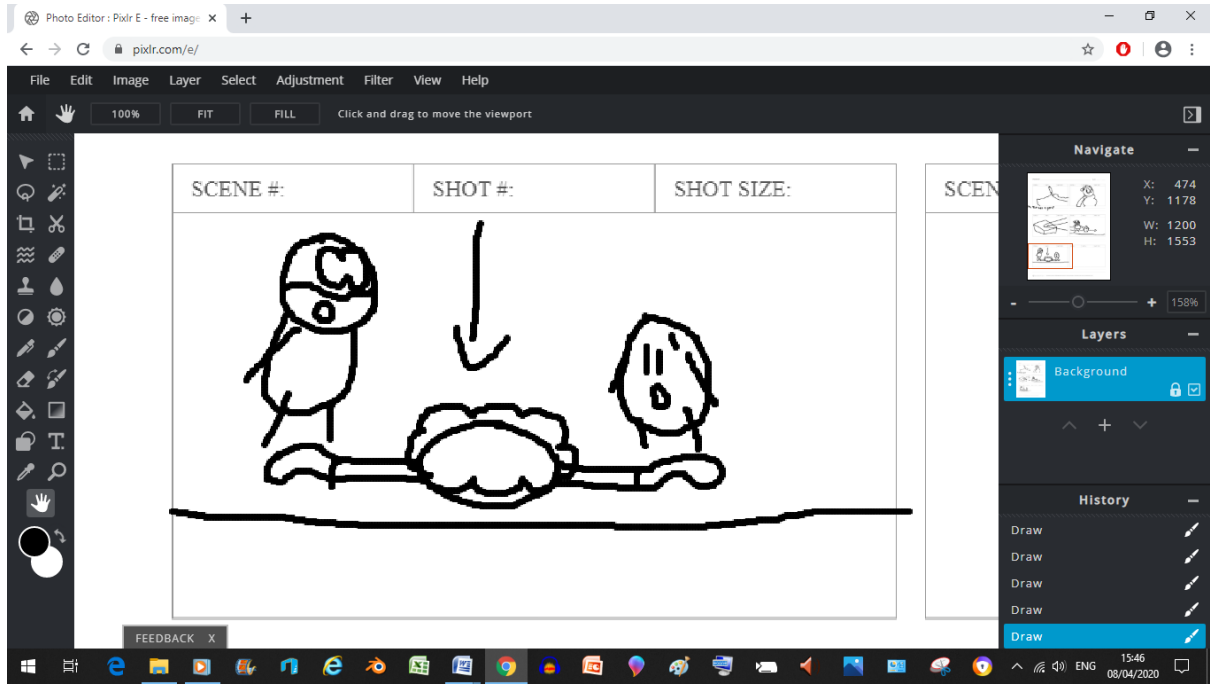 Photo Editor : Pixlr E - free image
pixlr.com/e/
File Edit Image Layer Select Adjustment Filter View Help
100% FIT FILL Click and drag to move the viewport
SCENE #: SHOT #: SHOT SIZE: SCEN
Navigate
X: 474
Y: 1178
W: 1200
H: 1553
158%
Layers
Background
History
Draw
Draw
Draw
Draw
Draw
FEEDBACK X
ENG
15:46
08/04/2020